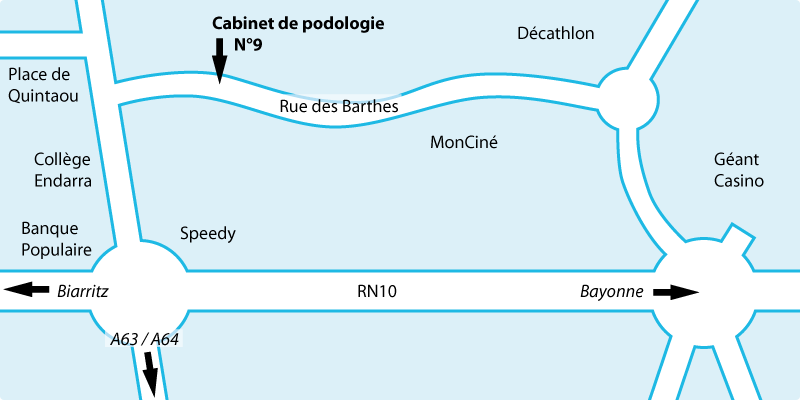 Cabinet de podologie
N°9
Décathlon
Place de
Quintaou
Rue des Barthes
MonCiné
Collège
Endarra
Géant
Casino
Banque
Populaire
Speedy
Biarritz
RN10
Bayonne
A63 / A64